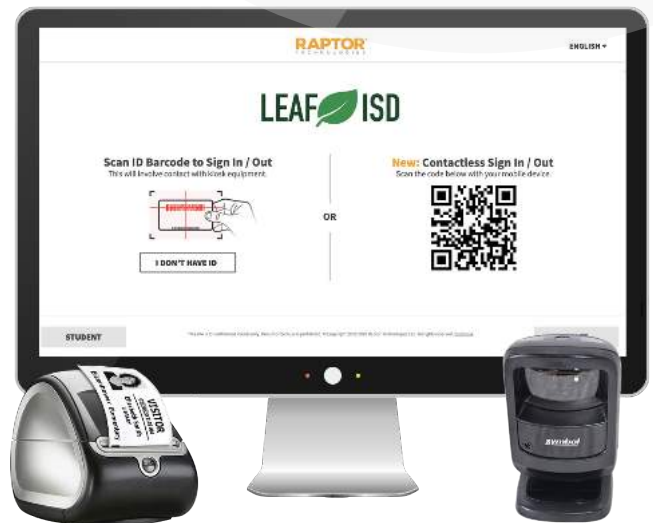 RAPTOR
TECHNOLOGIES
ENGLISH
LEAF ISD
Scan ID Barcode to Sign In / Out
This will involve contact with kiosk equipment.
I DON'T HAVE ID
OR
New: Contactless Sign In / Out
Scan the code below with your mobile device
STUDENT
VISITOR
symbol